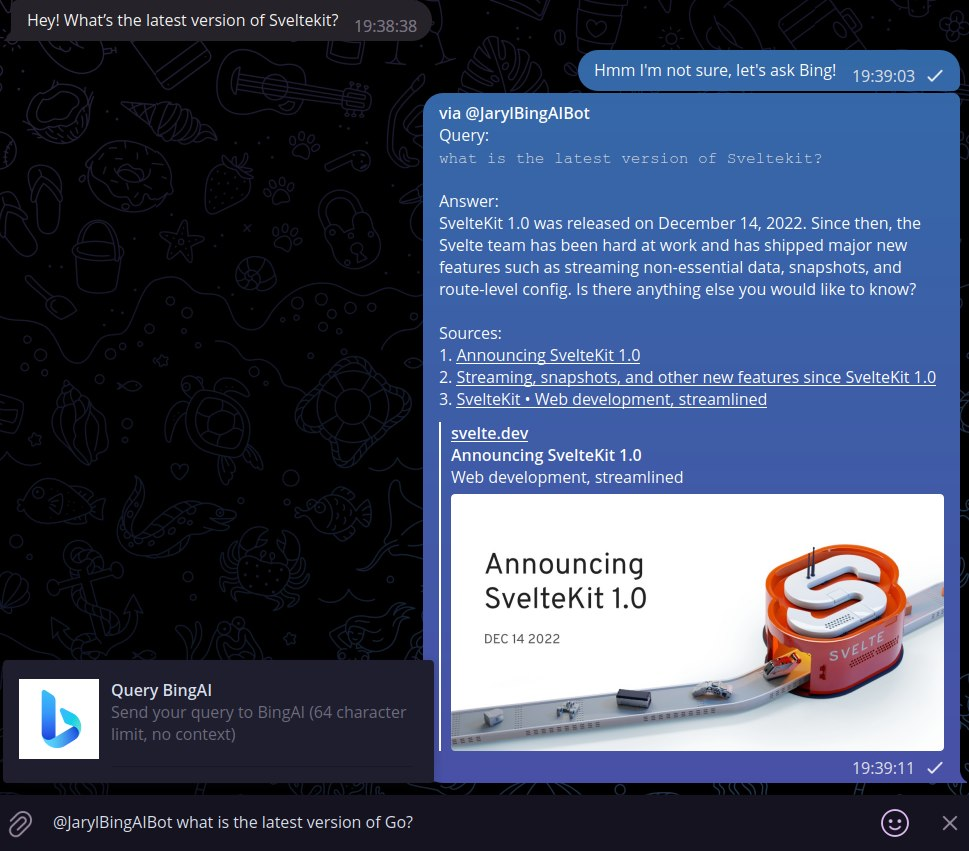 Hey! What’s the latest version of Sveltekit? 19:38:38
Hmm I'm not sure, let's ask Bing! 19:39:03
via @JarylBingAIBot
Query:
what is the latest version of Sveltekit?
Answer:
SvelteKit 1.0 was released on December 14, 2022. Since then, the
Svelte team has been hard at work and has shipped major new
features such as streaming non-essential data, snapshots, and
route-level config. Is there anything else you would like to know?
Sources:
1. Announcing SvelteKit 1.0
2. Streaming, snapshots, and other new features since SvelteKit 1.0
3. SvelteKit • Web development, streamlined
svelte.dev
Announcing SvelteKit 1.0
Web development, streamlined
Announcing
SvelteKit 1.0
DEC 14 2022
SVELTE
19:39:11
Query BingAI
Send your query to BingAI (64 character
limit, no context)
@JarylBingAIBot what is the latest version of Go?